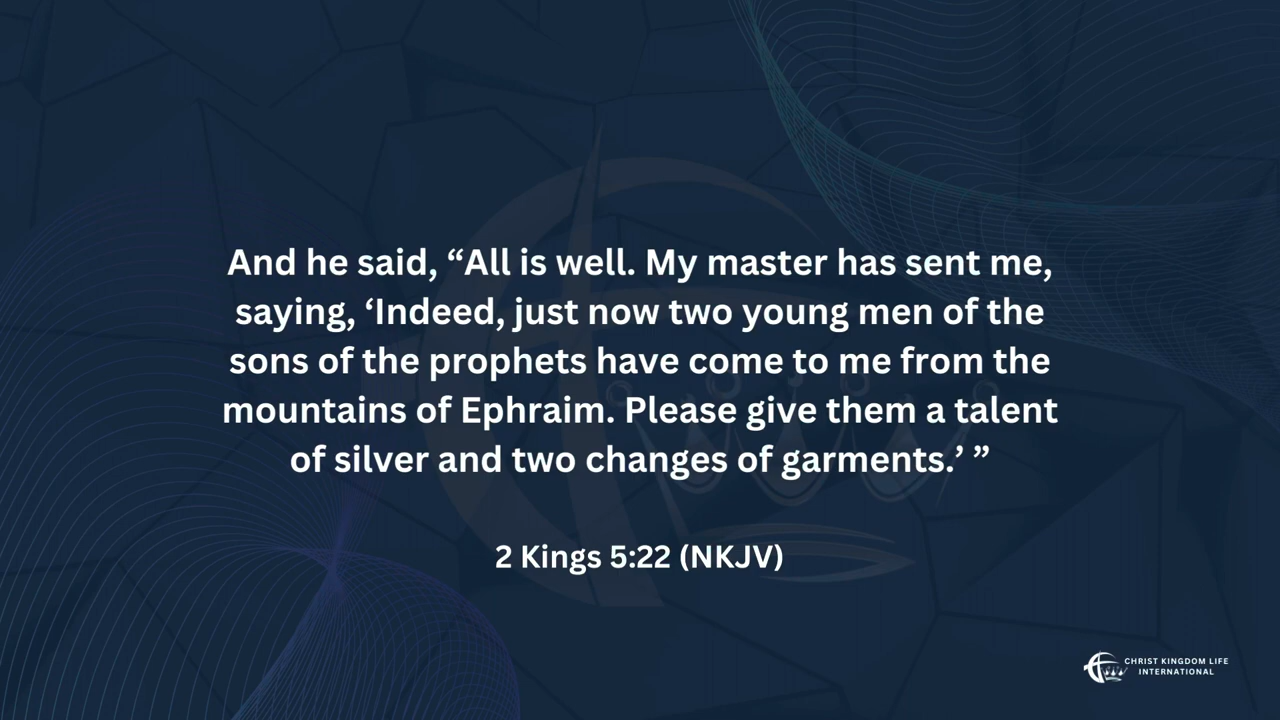 And he said, “All is well. My master has sent me,
saying, ‘Indeed, just now two young men of the
sons of the prophets have come to me from the
mountains of Ephraim. Please give them a talent
of silver and two changes of garments.’ ”
2 Kings 5:22 (NKJV)
CHRIST KINGDOM LIFE
INTERNATIONAL